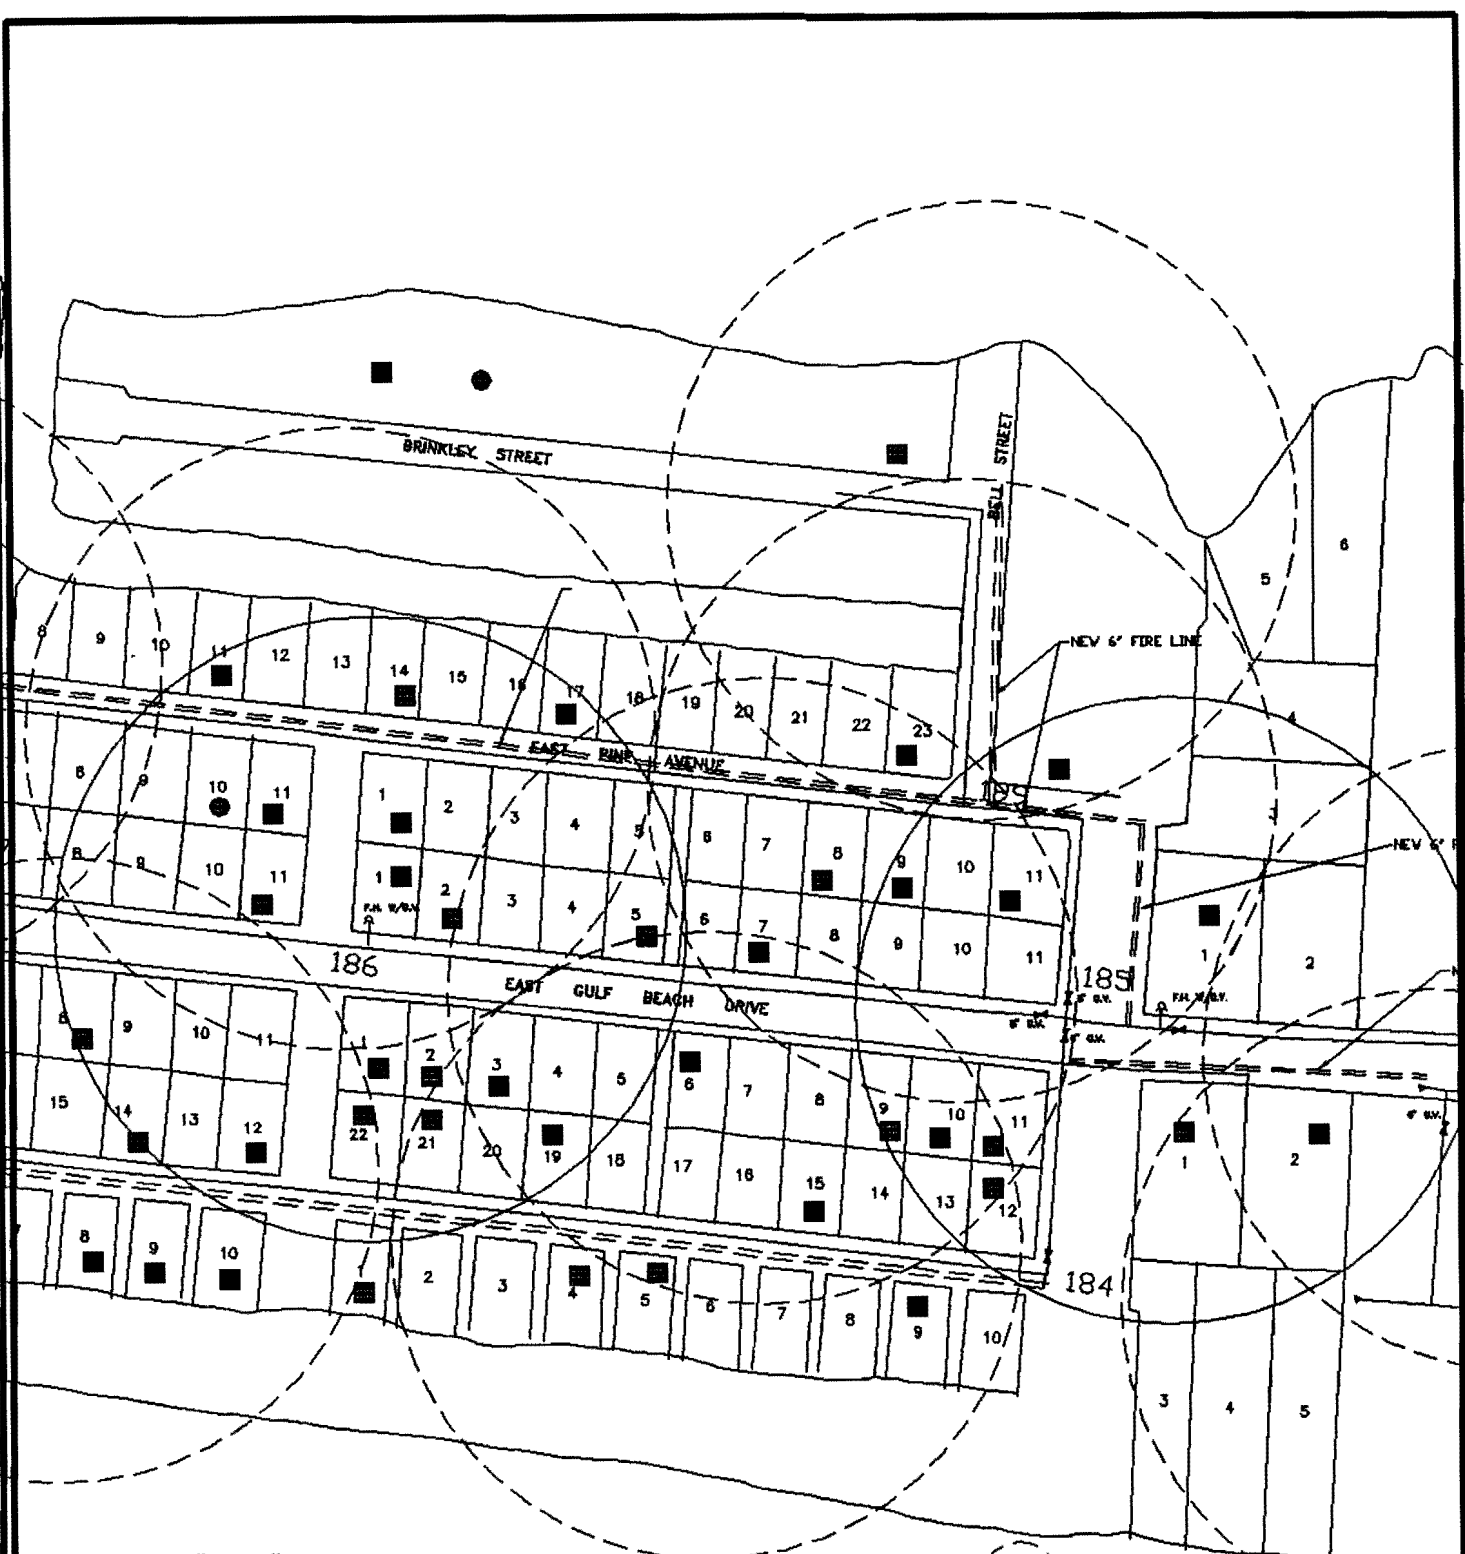 BRINKLEY STREET
BELL STREET
6
5
NEW 6" FIRE LINE
8 9 10 11 12 13 14 15 16 17 18 19 20 21 22 23
4
EAST PINE AVENUE
8 9 10 11 1 2 3 4 5 6 7 8 9 10 11
3
NEW 6" F
8 9 10 11 1 2 3 4 5 6 7 8 9 10 11
F.H. W/G.V.
1 2
186
185
6" G.V.
F.H. W/G.V.
EAST GULF BEACH DRIVE
6" G.V.
6" G.V.
8 9 10 11 1 2 3 4 5 6 7 8 9 10 11
6" G.V.
15 14 13 12 22 21 20 19 18 17 16 15 14 13 12
1 2
184
8 9 10 1 2 3 4 5 6 7 8 9 10
3 4 5